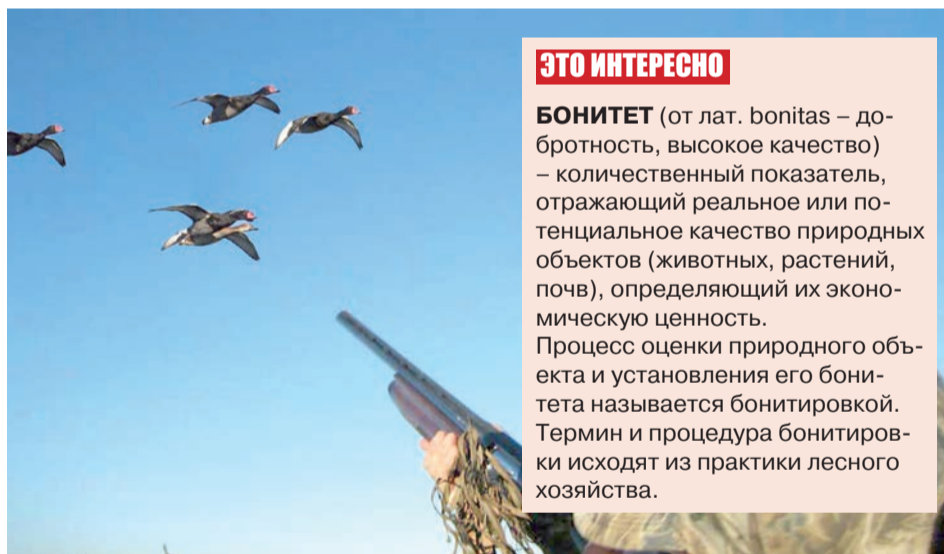 ЭТО ИНТЕРЕСНО
БОНИТЕТ (от лат. bonitas – до-
бротность, высокое качество)
– количественный показатель,
отражающий реальное или по-
тенциальное качество природных
объектов (животных, растений,
почв), определяющий их эконо-
мическую ценность.
Процесс оценки природного объ-
екта и установления его бони-
тета называется бонитировкой.
Термин и процедура бонитиров-
ки исходят из практики лесного
хозяйства.